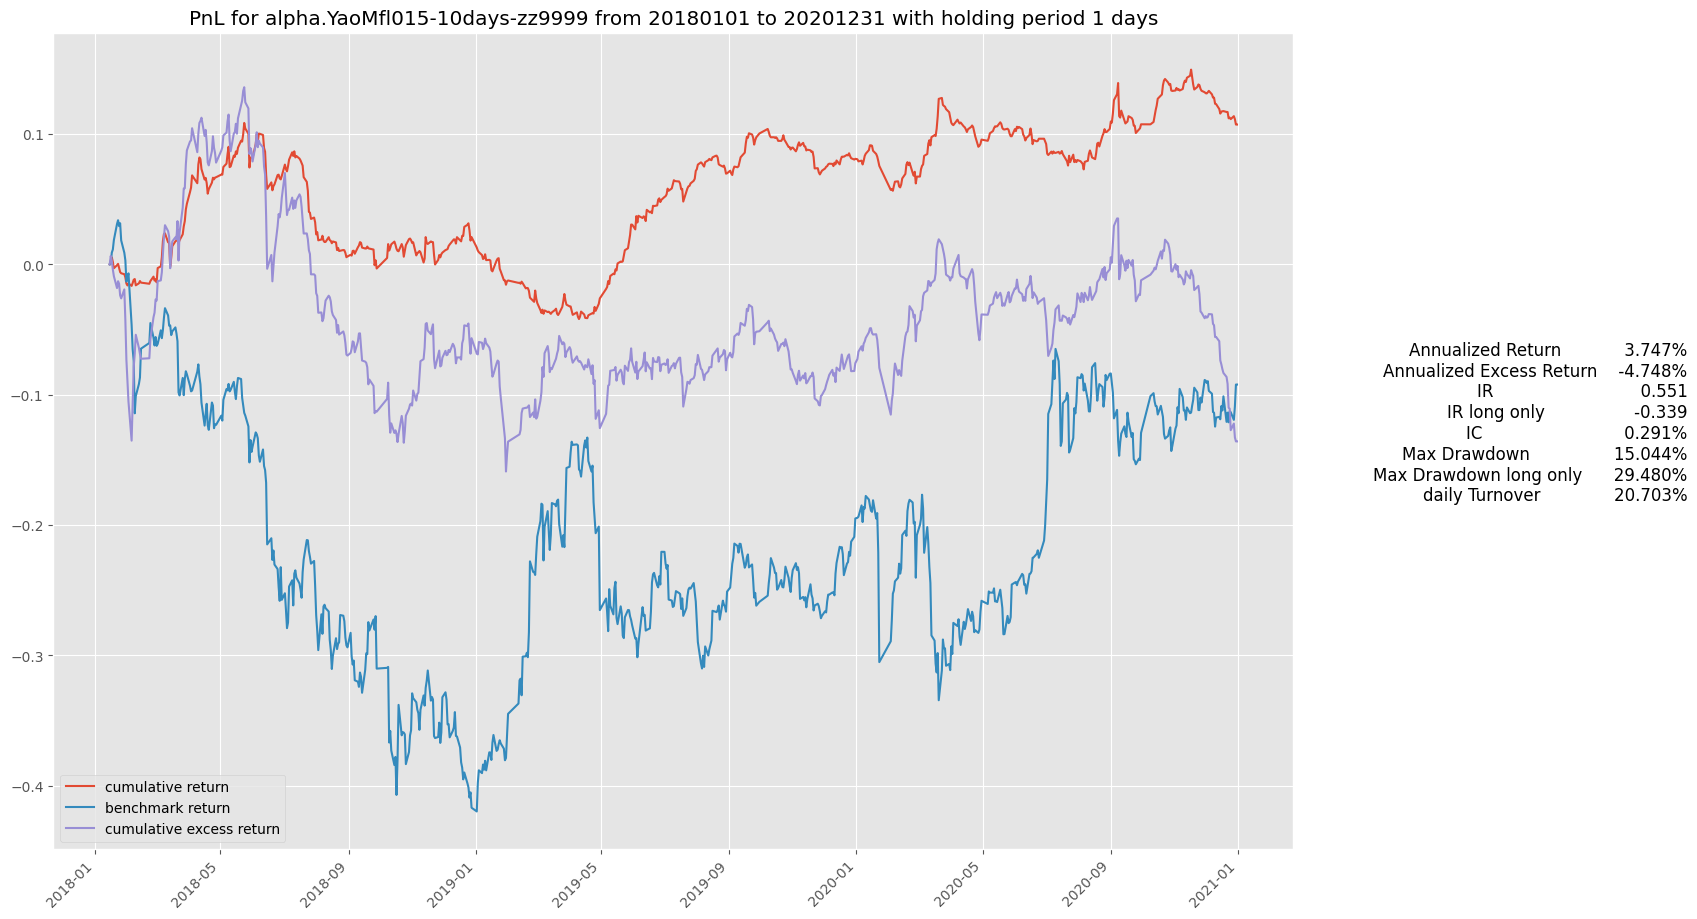 PnL for alpha.YaoMfl015-10days-zz9999 from 20180101 to 20201231 with holding period 1 days
0.1
0.0
−0.1
−0.2
−0.3
−0.4
cumulative return
benchmark return
cumulative excess return
2018-01
2018-05
2018-09
2019-01
2019-05
2019-09
2020-01
2020-05
2020-09
2021-01
Annualized Return 3.747%
Annualized Excess Return -4.748%
IR 0.551
IR long only -0.339
IC 0.291%
Max Drawdown 15.044%
Max Drawdown long only 29.480%
daily Turnover 20.703%